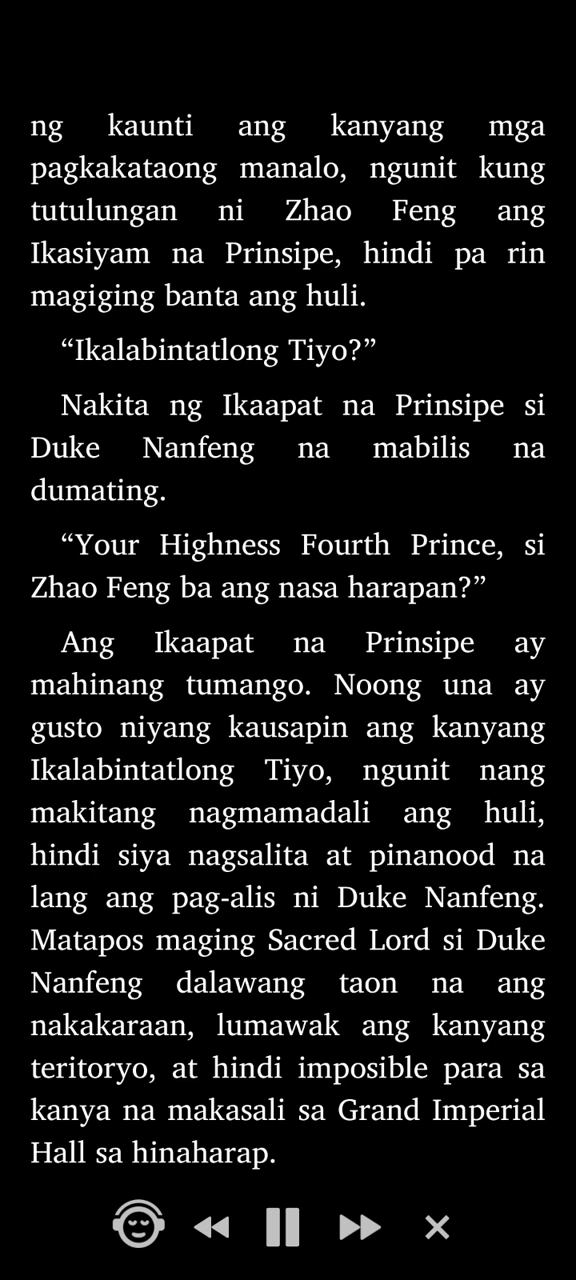 ng kaunti ang kanyang mga
pagkakataong manalo, ngunit kung
tutulungan ni Zhao Feng ang
Ikasiyam na Prinsipe, hindi pa rin
magiging banta ang huli.
“Ikalabintatlong Tiyo?”
Nakita ng Ikaapat na Prinsipe si
Duke Nanfeng na mabilis na
dumating.
“Your Highness Fourth Prince, si
Zhao Feng ba ang nasa harapan?”
Ang Ikaapat na Prinsipe ay
mahinang tumango. Noong una ay
gusto niyang kausapin ang kanyang
Ikalabintatlong Tiyo, ngunit nang
makitang nagmamadali ang huli,
hindi siya nagsalita at pinanood na
lang ang pag-alis ni Duke Nanfeng.
Matapos maging Sacred Lord si Duke
Nanfeng dalawang taon na ang
nakakaraan, lumawak ang kanyang
teritoryo, at hindi imposible para sa
kanya na makasali sa Grand Imperial
Hall sa hinaharap.